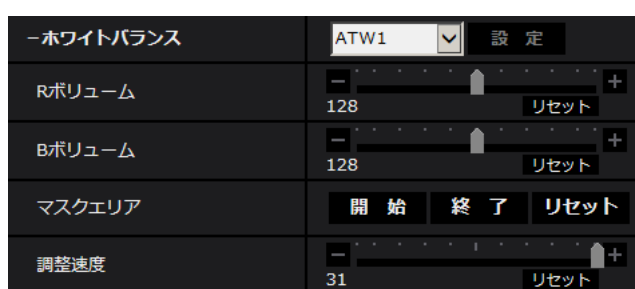 －ホワイトバランス ATW1 設 定
Rボリューム － +
128 リセット
Bボリューム － +
128 リセット
マスクエリア 開 始 終 了 リセット
調整速度 － +
31 リセット